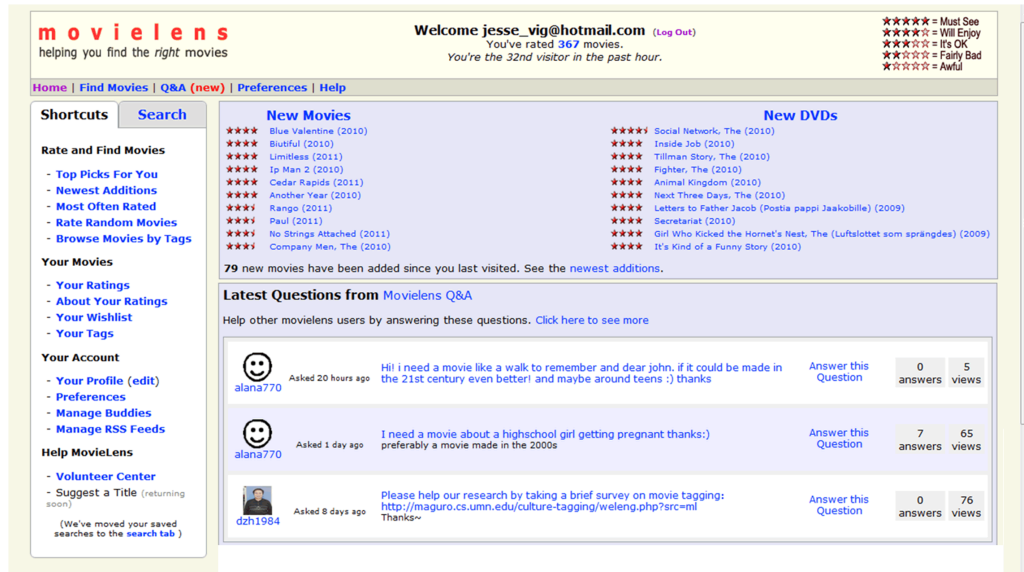 movielens
helping you find the right movies
Welcome jesse_vig@hotmail.com (Log Out)
You've rated 367 movies.
You're the 32nd visitor in the past hour.
★★★★★ = Must See
★★★★☆ = Will Enjoy
★★★☆☆ = It's OK
★★☆☆☆ = Fairly Bad
★☆☆☆☆ = Awful
Home | Find Movies | Q&A (new) | Preferences | Help
Shortcuts
Search
Rate and Find Movies
- Top Picks For You
- Newest Additions
- Most Often Rated
- Rate Random Movies
- Browse Movies by Tags
Your Movies
- Your Ratings
- About Your Ratings
- Your Wishlist
- Your Tags
Your Account
- Your Profile (edit)
- Preferences
- Manage Buddies
- Manage RSS Feeds
Help MovieLens
- Volunteer Center
- Suggest a Title (returning
soon)
(We've moved your saved
searches to the search tab )
New Movies
Blue Valentine (2010)
Biutiful (2010)
Limitless (2011)
Ip Man 2 (2010)
Cedar Rapids (2011)
Another Year (2010)
Rango (2011)
Paul (2011)
No Strings Attached (2011)
Company Men, The (2010)
New DVDs
Social Network, The (2010)
Inside Job (2010)
Tillman Story, The (2010)
Fighter, The (2010)
Animal Kingdom (2010)
Next Three Days, The (2010)
Letters to Father Jacob (Postia pappi Jaakobille) (2009)
Secretariat (2010)
Girl Who Kicked the Hornet's Nest, The (Luftslottet som sprängdes) (2009)
It's Kind of a Funny Story (2010)
79 new movies have been added since you last visited. See the newest additions.
Latest Questions from Movielens Q&A
Help other movielens users by answering these questions. Click here to see more
alana770
Asked 20 hours ago
Hi! i need a movie like a walk to remember and dear john. if it could be made in
the 21st century even better! and maybe around teens :) thanks
Answer this
Question
0
answers
5
views
alana770
Asked 1 day ago
I need a movie about a highschool girl getting pregnant thanks:)
preferably a movie made in the 2000s
Answer this
Question
7
answers
65
views
dzh1984
Asked 8 days ago
Please help our research by taking a brief survey on movie tagging:
http://maguro.cs.umn.edu/culture-tagging/weleng.php?src=ml
Thanks~
Answer this
Question
0
answers
76
views